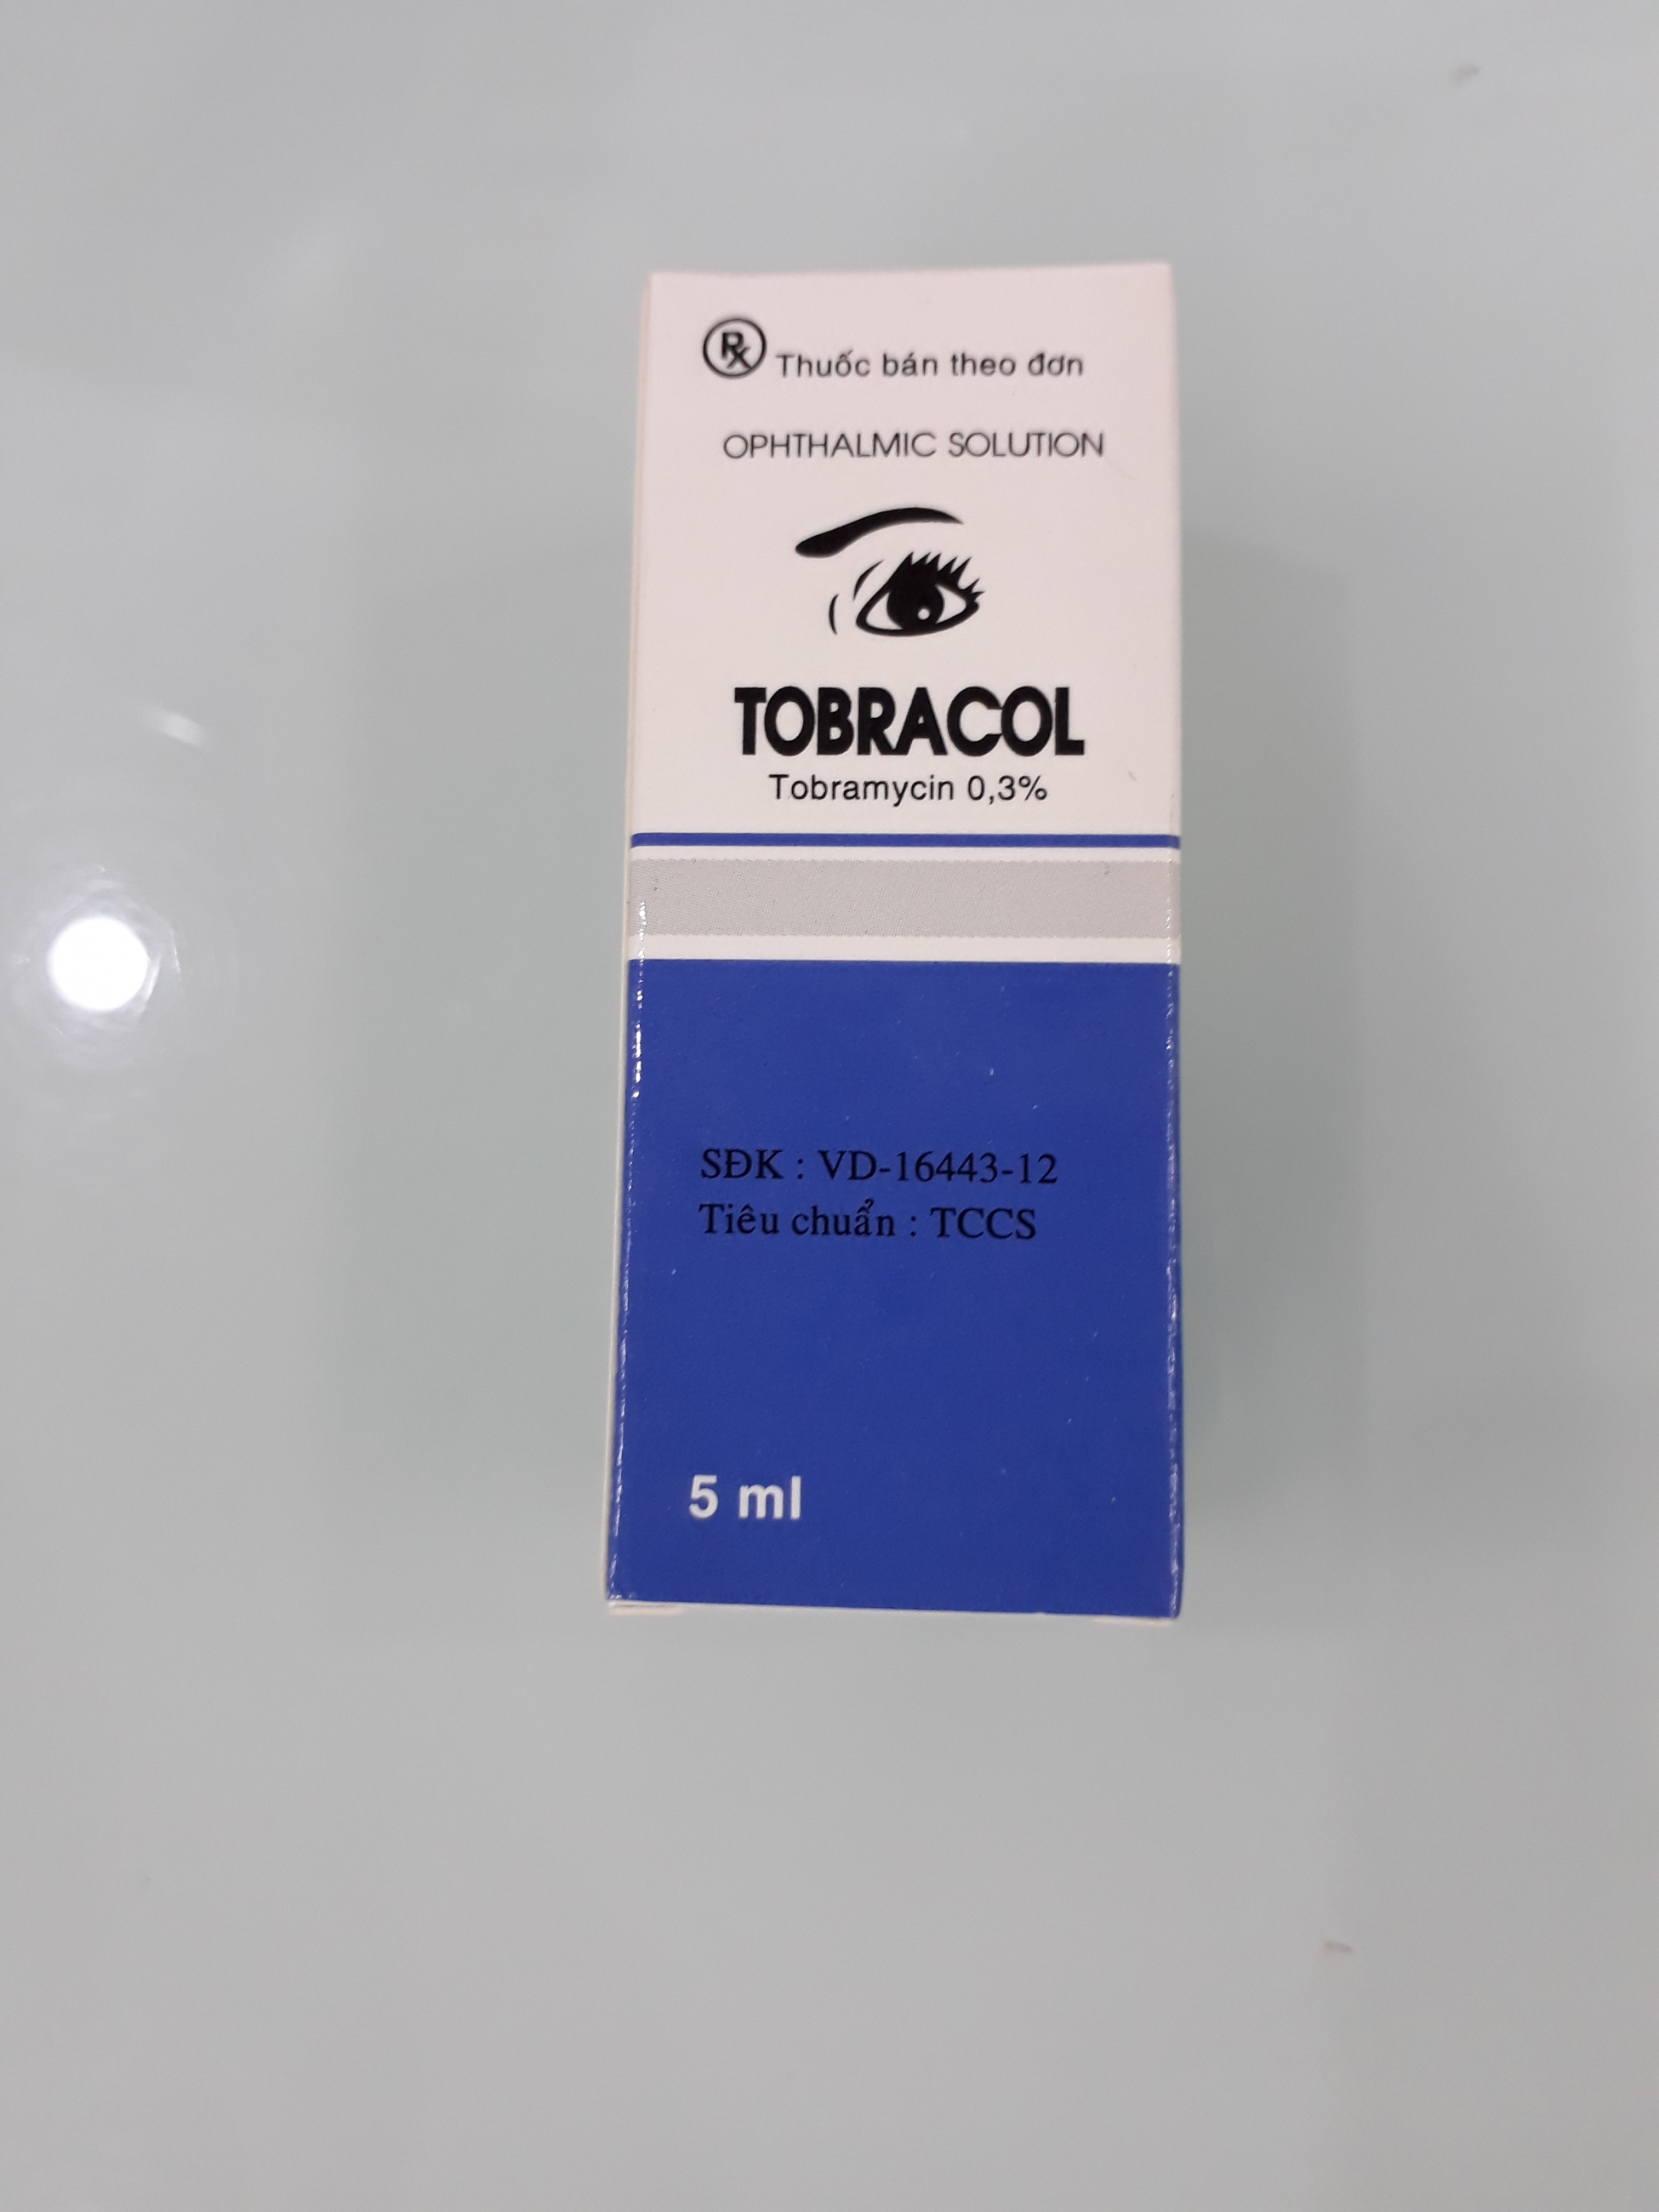 Rx Thuốc bán theo đơn
OPHTHALMIC SOLUTION
TOBRACOL
Tobramycin 0,3%
SĐK : VD-16443-12
Tiêu chuẩn : TCCS
5 ml